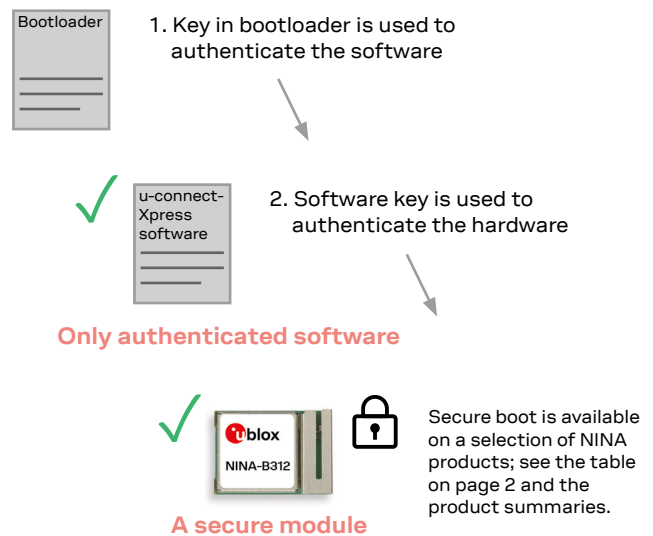 Bootloader
1. Key in bootloader is used to
authenticate the software
u-connect-
Xpress
software
2. Software key is used to
authenticate the hardware
Only authenticated software
ublox
NINA-B312
Secure boot is available
on a selection of NINA
products; see the table
on page 2 and the
product summaries.
A secure module